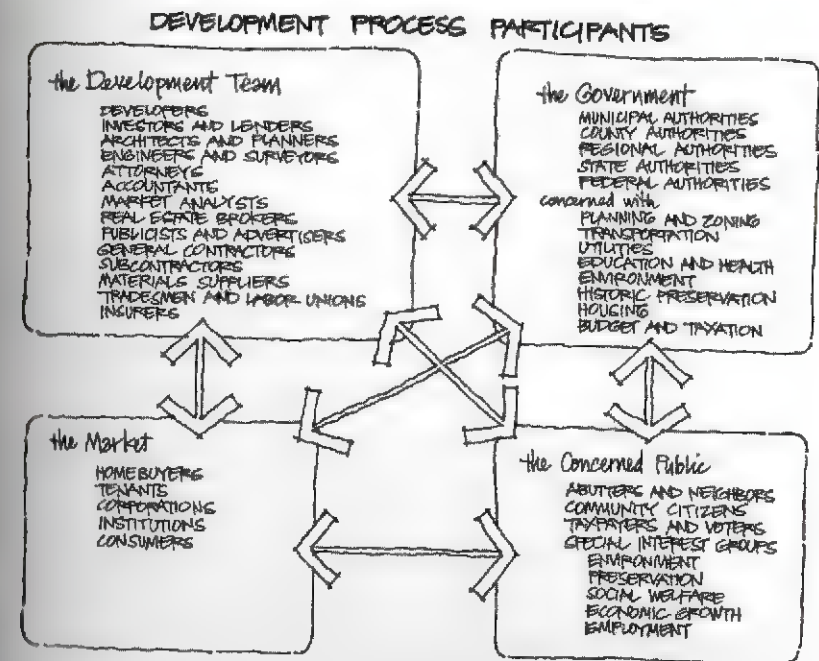 DEVELOPMENT PROCESS PARTICIPANTS
the Development Team
DEVELOPERS
INVESTORS AND LENDERS
ARCHITECTS AND PLANNERS
ENGINEERS AND SURVEYORS
ATTORNEYS
ACCOUNTANTS
MARKET ANALYSTS
REAL ESTATE BROKERS
PUBLICISTS AND ADVERTISERS
GENERAL CONTRACTORS
SUBCONTRACTORS
MATERIALS SUPPLIERS
TRADESMEN AND LABOR UNIONS
INSURERS
the Government
MUNICIPAL AUTHORITIES
COUNTY AUTHORITIES
REGIONAL AUTHORITIES
STATE AUTHORITIES
FEDERAL AUTHORITIES
concerned with
PLANNING AND ZONING
TRANSPORTATION
UTILITIES
EDUCATION AND HEALTH
ENVIRONMENT
HISTORIC PRESERVATION
HOUSING
BUDGET AND TAXATION
the Market
HOMEBUYERS
TENANTS
CORPORATIONS
INSTITUTIONS
CONSUMERS
the Concerned Public
ABUTTERS AND NEIGHBORS
COMMUNITY CITIZENS
TAXPAYERS AND VOTERS
SPECIAL INTEREST GROUPS
ENVIRONMENT
PRESERVATION
SOCIAL WELFARE
ECONOMIC GROWTH
EMPLOYMENT